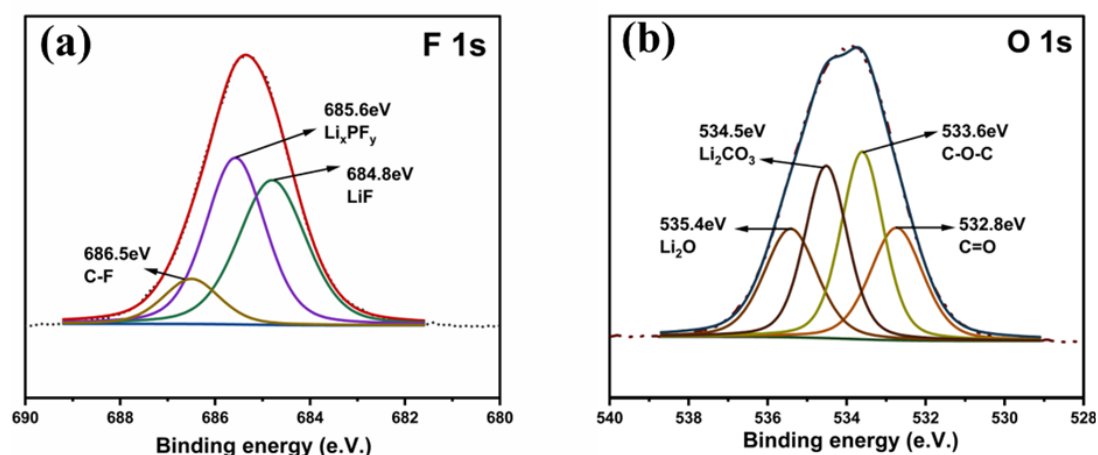 (a)
F 1s
685.6eV
LiₓPFᵧ
684.8eV
LiF
686.5eV
C-F
690 688 686 684 682 680
Binding energy (e.V.)
(b)
O 1s
534.5eV
Li₂CO₃
533.6eV
C-O-C
535.4eV
Li₂O
532.8eV
C=O
540 538 536 534 532 530 528
Binding energy (e.V.)